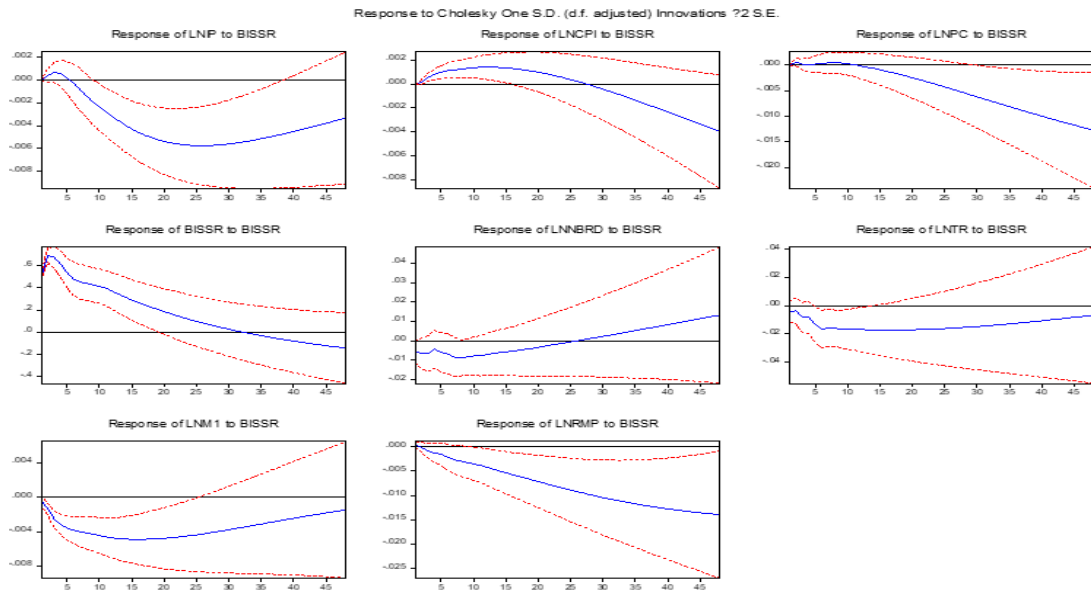 Response to Cholesky One S.D. (d.f. adjusted) Innovations ?2 S.E.
Response of LNIP to BISSR
.002
.000
-.002
-.004
-.006
-.008
5 10 15 20 25 30 35 40 45
Response of LNCPI to BISSR
.002
.000
-.002
-.004
-.006
-.008
5 10 15 20 25 30 35 40 45
Response of LNPC to BISSR
.000
-.005
-.010
-.015
-.020
5 10 15 20 25 30 35 40 45
Response of BISSR to BISSR
.6
.4
.2
.0
-.2
-.4
5 10 15 20 25 30 35 40 45
Response of LNNBRD to BISSR
.04
.03
.02
.01
.00
-.01
-.02
5 10 15 20 25 30 35 40 45
Response of LNTR to BISSR
.04
.02
.00
-.02
-.04
5 10 15 20 25 30 35 40 45
Response of LNM1 to BISSR
.004
.000
-.004
-.008
5 10 15 20 25 30 35 40 45
Response of LNRMP to BISSR
.000
-.005
-.010
-.015
-.020
-.025
5 10 15 20 25 30 35 40 45